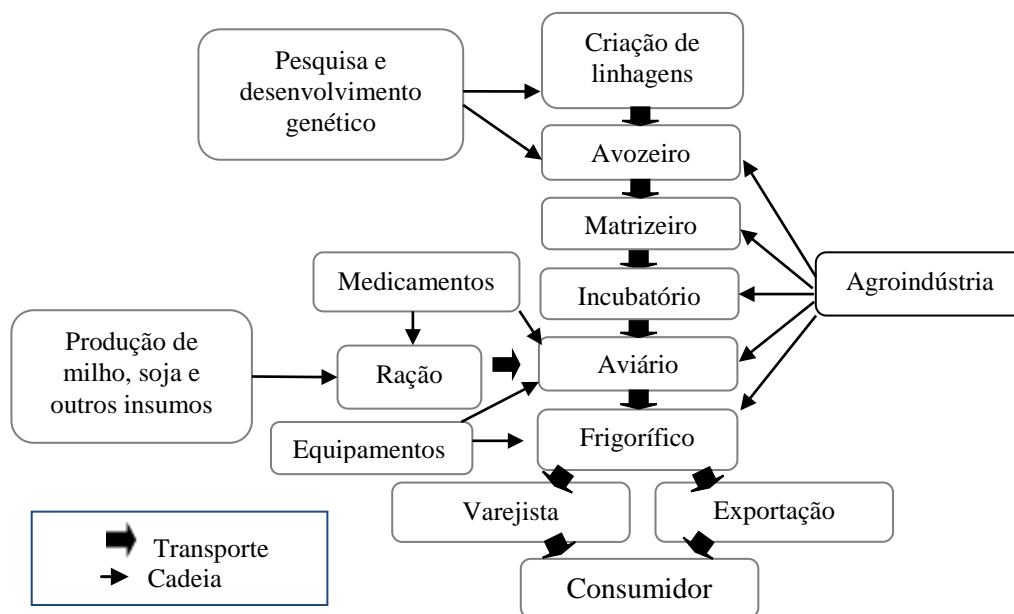 Criação de
linhagens
Pesquisa e
desenvolvimento
genético
Avozeiro
Matrizeiro
Medicamentos
Incubatório
Agroindústria
Produção de
milho, soja e
outros insumos
Ração
Aviário
Equipamentos
Frigorífico
Varejista
Exportação
Transporte
Cadeia
Consumidor